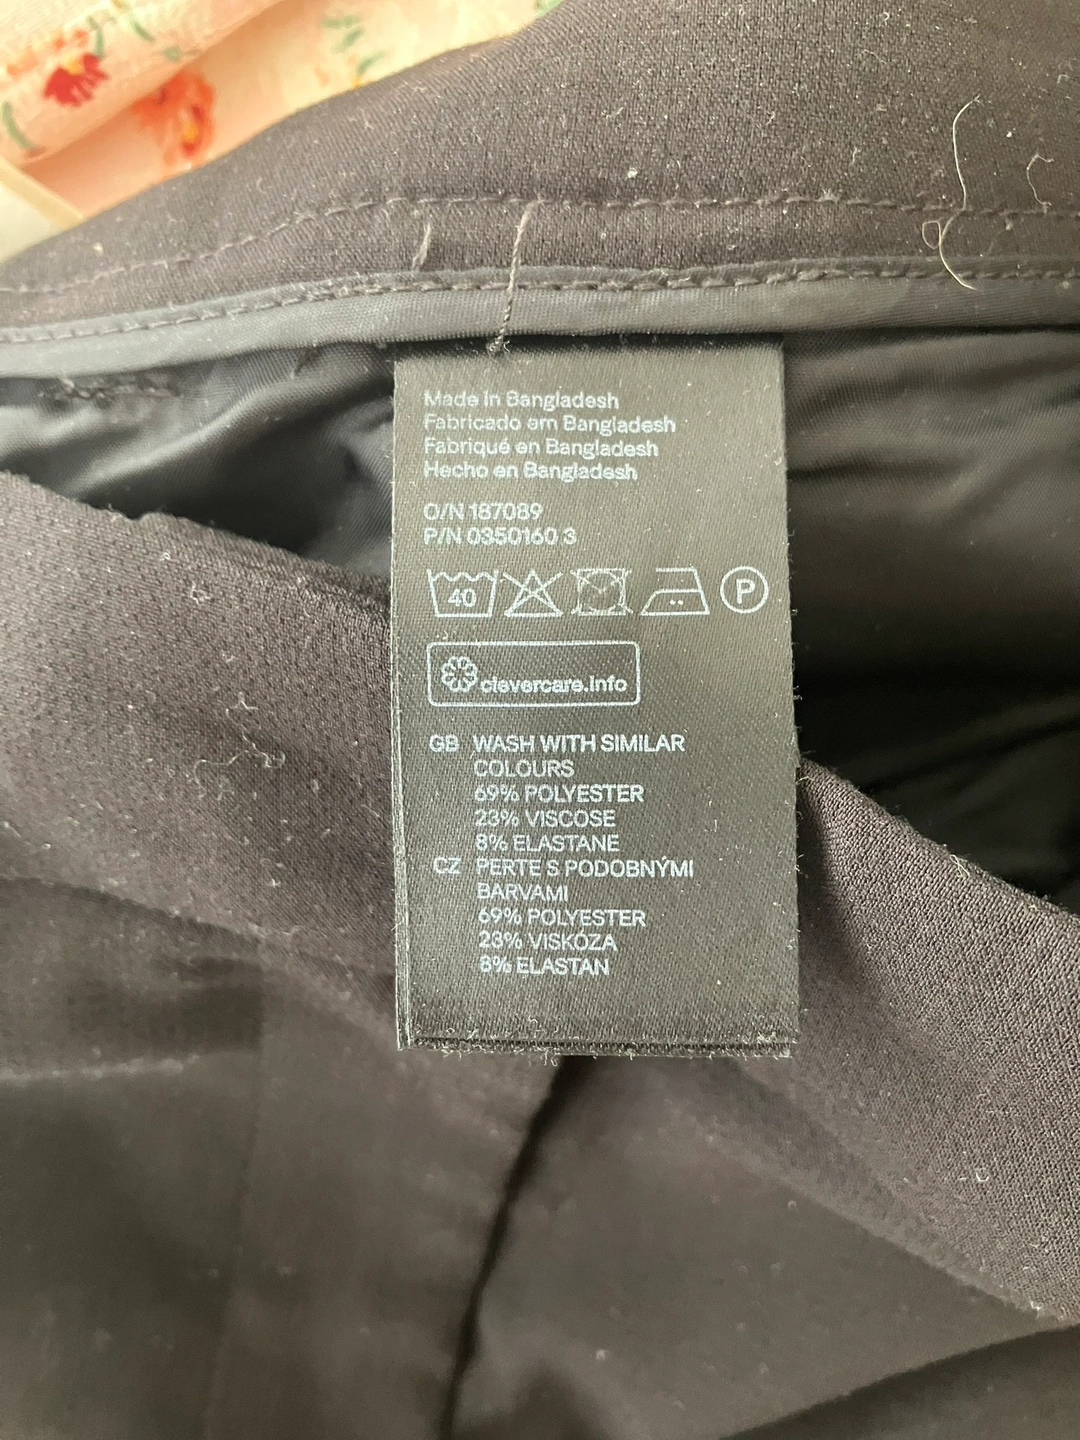 Made in Bangladesh
Fabricado em Bangladesh
Fabriqué en Bangladesh
Hecho en Bangladesh
O/N 187089
P/N 0350160 3
40 P
clevercare.info
GB WASH WITH SIMILAR
COLOURS
69% POLYESTER
23% VISCOSE
8% ELASTANE
CZ PERTE S PODOBNÝMI
BARVAMI
69% POLYESTER
23% VISKÓZA
8% ELASTAN